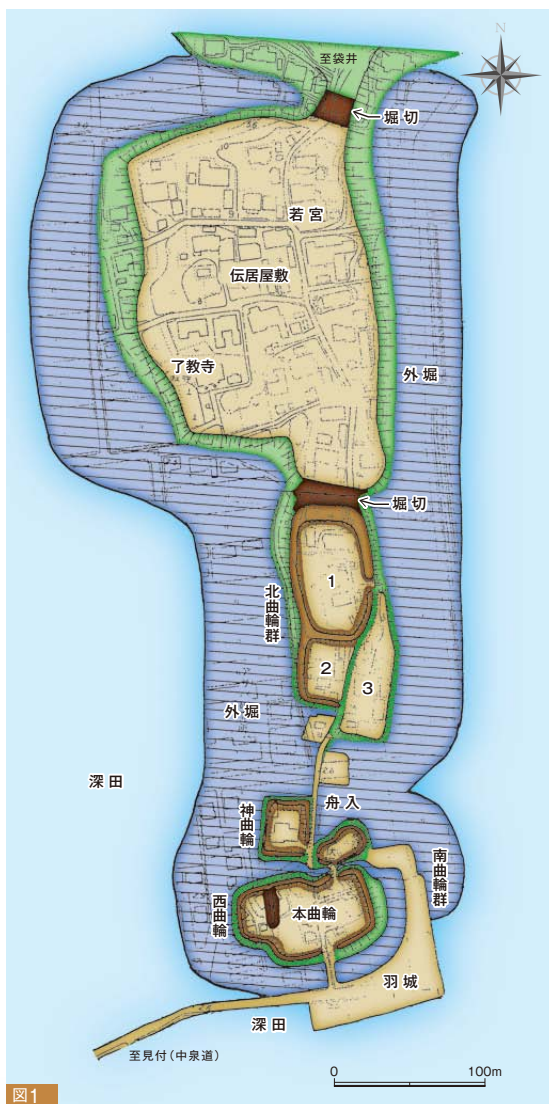 N
至袋井
堀切
若宮
伝居屋敷
了教寺
外堀
堀切
1
北曲輪群
2
3
外堀
深田
舟入
神曲輪
南曲輪群
西曲輪
本曲輪
羽城
深田
至見付(中泉道)
0 100m
図1